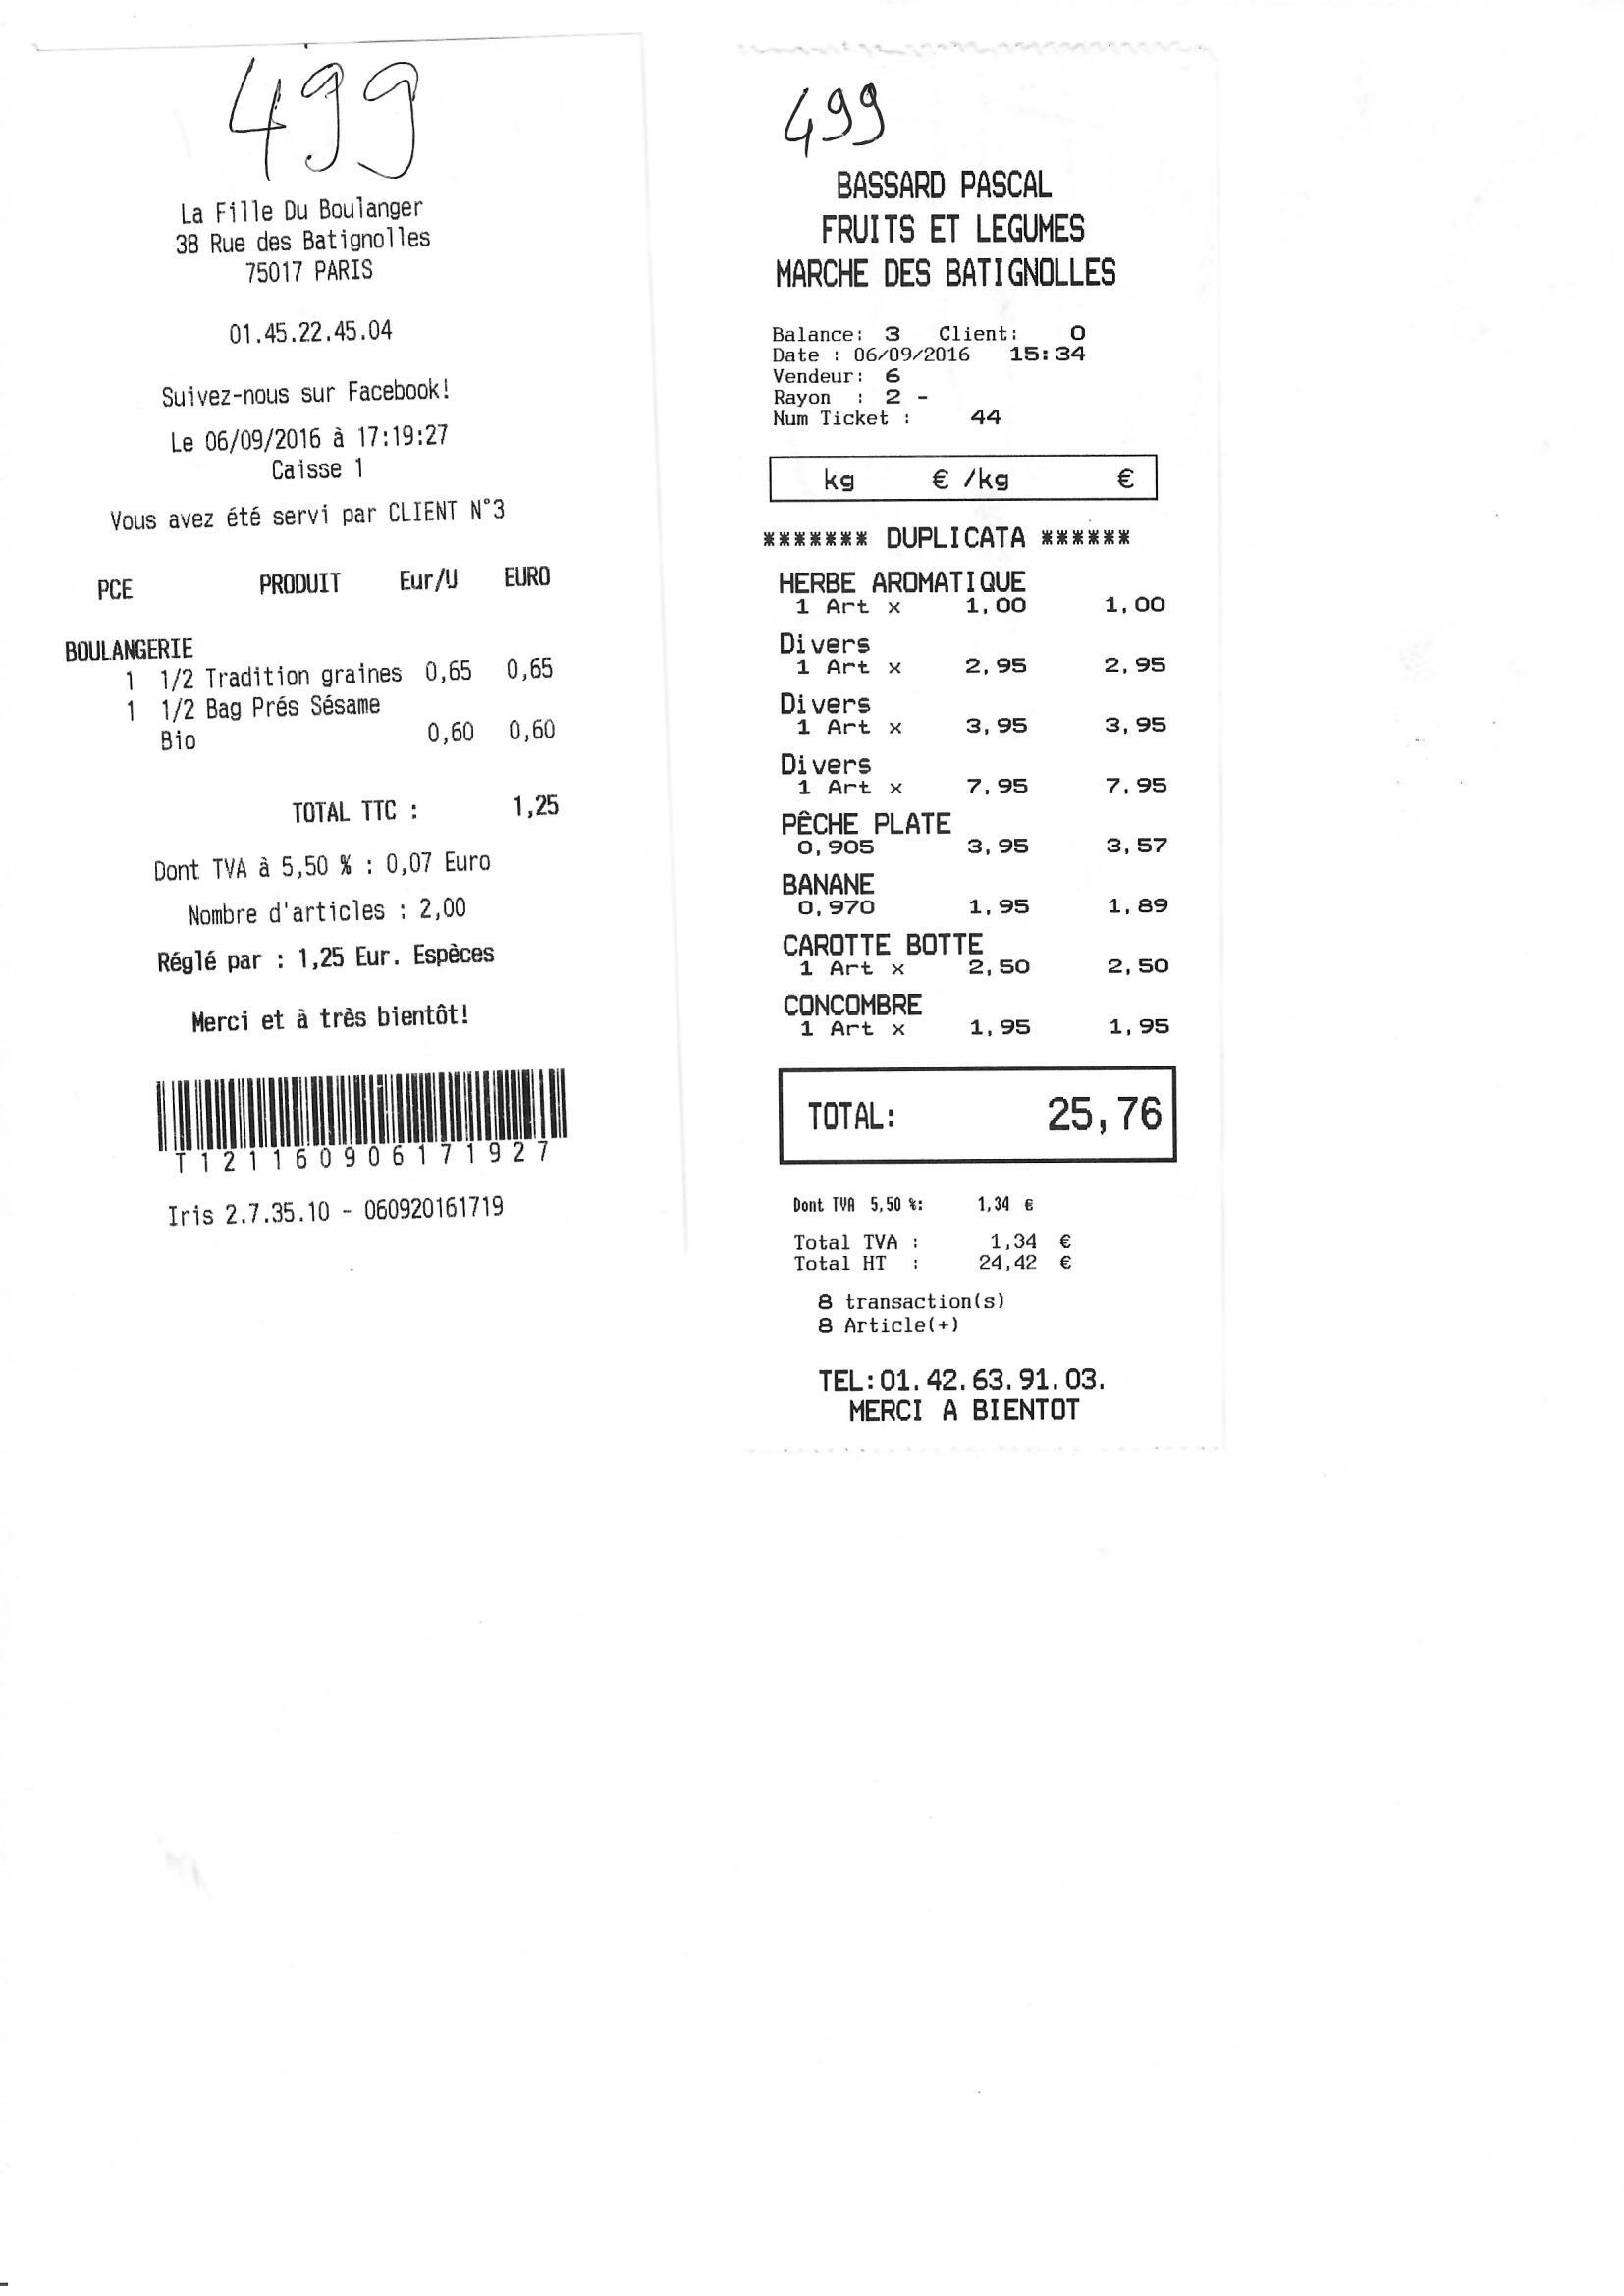 499
La Fille Du Boulanger
38 Rue des Batignolles
75017 PARIS
01.45.22.45.04
Suivez-nous sur Facebook!
Le 06/09/2016 à 17:19:27
Caisse 1
Vous avez été servi par CLIENT N°3
PCE PRODUIT Eur/U EURO
BOULANGERIE
1 1/2 Tradition graines 0,65 0,65
1 1/2 Bag Prés Sésame
Bio 0,60 0,60
TOTAL TTC : 1,25
Dont TVA à 5,50 % : 0,07 Euro
Nombre d'articles : 2,00
Réglé par : 1,25 Eur. Espèces
Merci et à très bientôt!
T121160906171927
Iris 2.7.35.10 - 060920161719
499
BASSARD PASCAL
FRUITS ET LEGUMES
MARCHE DES BATIGNOLLES
Balance: 3 Client: 0
Date : 06/09/2016 15:34
Vendeur: 6
Rayon : 2 -
Num Ticket : 44
kg € /kg €
******* DUPLICATA ******
HERBE AROMATIQUE
1 Art x 1,00 1,00
Divers
1 Art x 2,95 2,95
Divers
1 Art x 3,95 3,95
Divers
1 Art x 7,95 7,95
PÊCHE PLATE
0,905 3,95 3,57
BANANE
0,970 1,95 1,89
CAROTTE BOTTE
1 Art x 2,50 2,50
CONCOMBRE
1 Art x 1,95 1,95
TOTAL: 25,76
Dont TVA 5,50 %: 1,34 €
Total TVA : 1,34 €
Total HT : 24,42 €
8 transaction(s)
8 Article(+)
TEL:01.42.63.91.03.
MERCI A BIENTOT